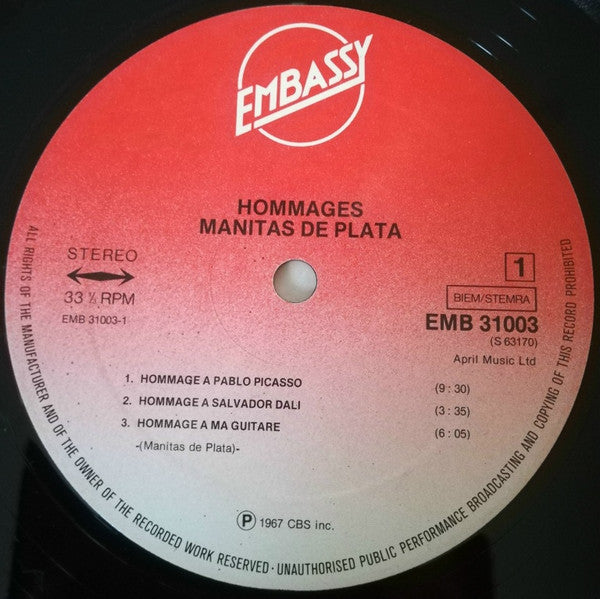 EMBASSY
HOMMAGES
MANITAS DE PLATA
STEREO
33 ⅓ RPM
EMB 31003-1
1
BIEM/STEMRA
EMB 31003
(S 63170)
April Music Ltd
1. HOMMAGE A PABLO PICASSO (9 : 30)
2. HOMMAGE A SALVADOR DALI (3 : 35)
3. HOMMAGE A MA GUITARE (6 : 05)
-(Manitas de Plata)-
Ⓟ 1967 CBS inc.
ALL RIGHTS OF THE MANUFACTURER AND OF THE OWNER OF THE RECORDED WORK RESERVED · UNAUTHORISED PUBLIC PERFORMANCE BROADCASTING AND COPYING OF THIS RECORD PROHIBITED